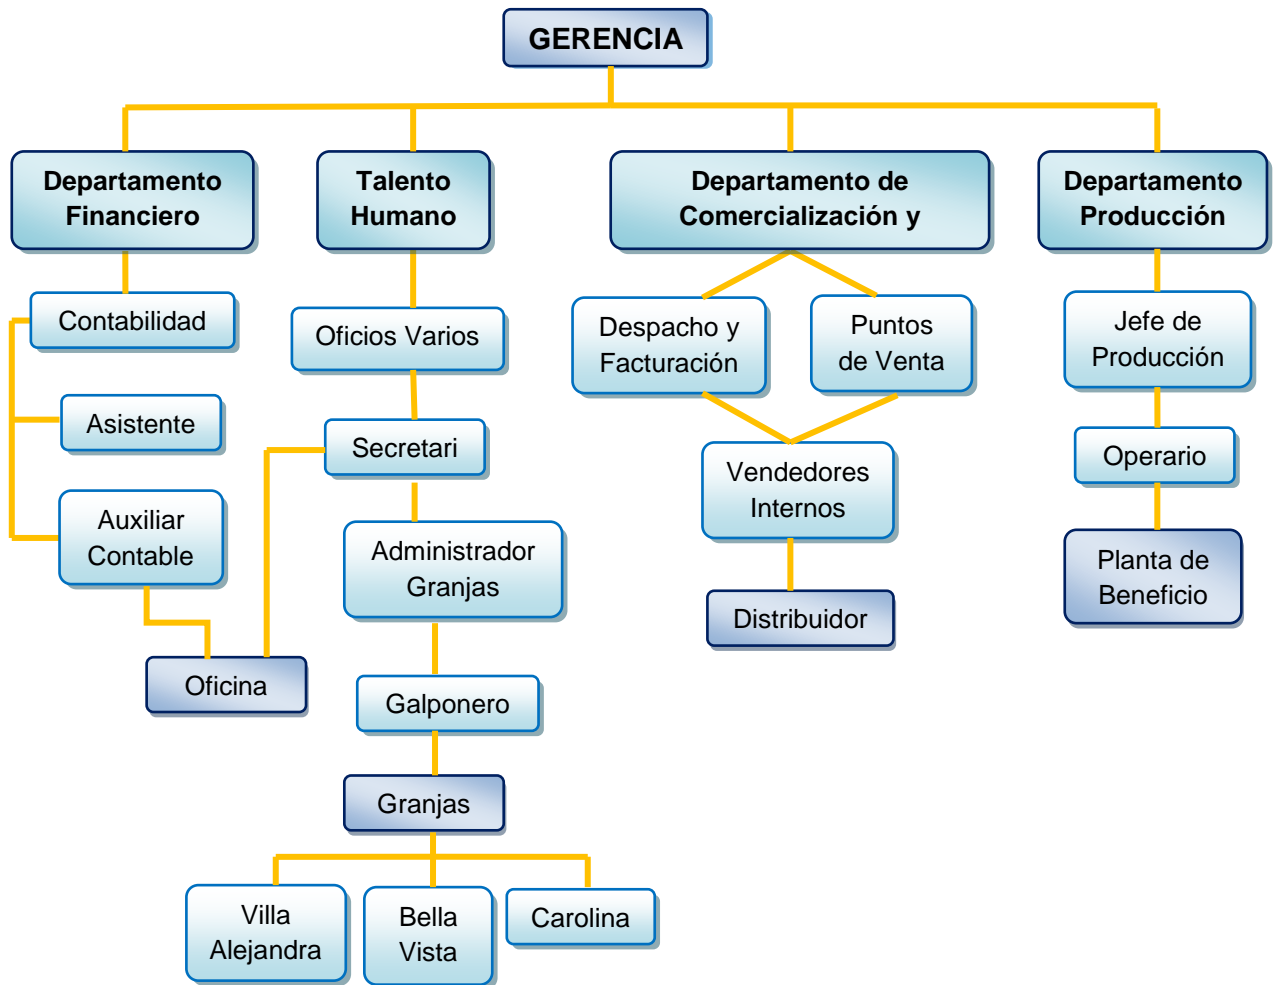 GERENCIA
Departamento
Financiero
Talento
Humano
Departamento de
Comercialización y
Departamento
Producción
Contabilidad
Asistente
Auxiliar
Contable
Oficina
Oficios Varios
Secretari
Administrador
Granjas
Galponero
Granjas
Villa
Alejandra
Bella
Vista
Carolina
Despacho y
Facturación
Puntos
de Venta
Vendedores
Internos
Distribuidor
Jefe de
Producción
Operario
Planta de
Beneficio